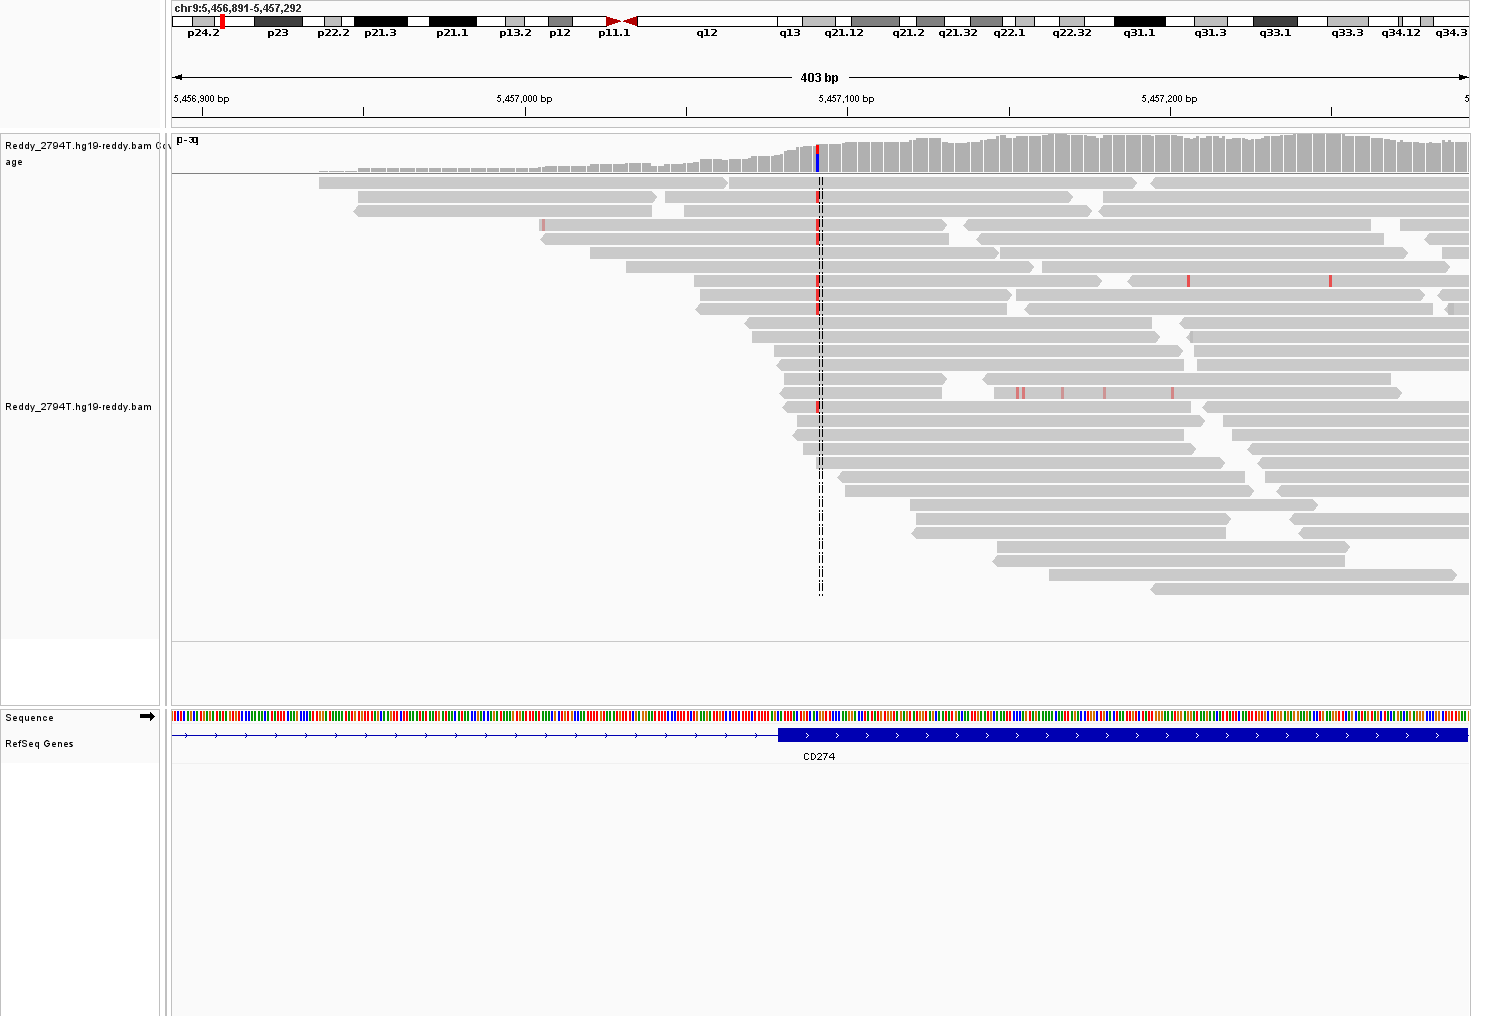 chr9:5,456,891-5,457,292
p24.2 p23 p22.2 p21.3 p21.1 p13.2 p12 p11.1 q12 q13 q21.12 q21.2 q21.32 q22.1 q22.32 q31.1 q31.3 q33.1 q33.3 q34.12 q34.3
403 bp
5,456,900 bp 5,457,000 bp 5,457,100 bp 5,457,200 bp 5
Reddy_2794T.hg19-reddy.bam Cov
age
Reddy_2794T.hg19-reddy.bam
Sequence
RefSeq Genes
CD274